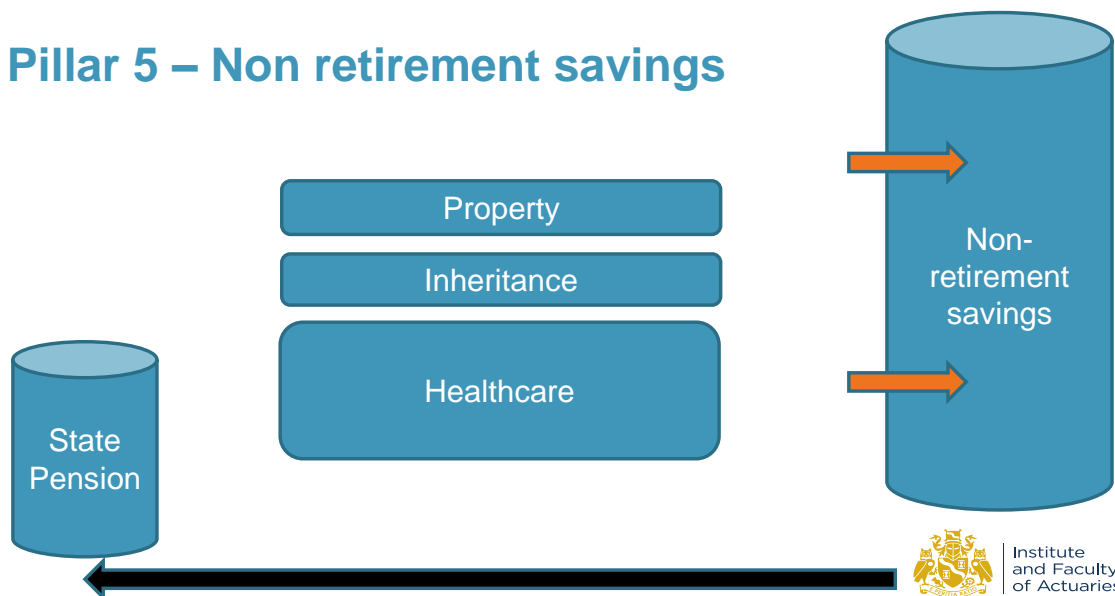 Pillar 5 – Non retirement savings
Property
Inheritance
Healthcare
State
Pension
Non-
retirement
savings
Institute
and Faculty
of Actuaries